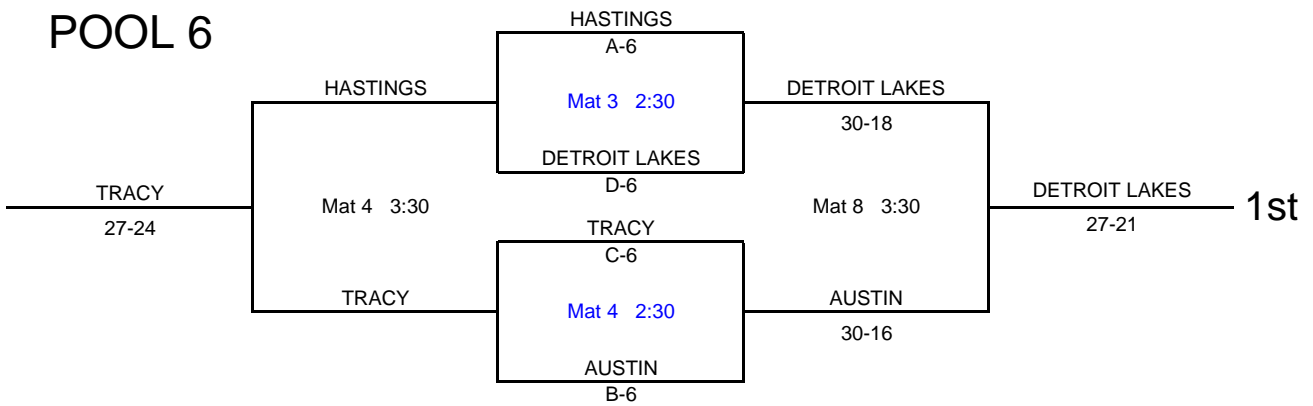 POOL 6
HASTINGS
A-6
HASTINGS
Mat 3 2:30
DETROIT LAKES
30-18
DETROIT LAKES
D-6
TRACY
27-24
Mat 4 3:30
Mat 8 3:30
DETROIT LAKES
27-21
1st
TRACY
C-6
TRACY
Mat 4 2:30
AUSTIN
30-16
AUSTIN
B-6